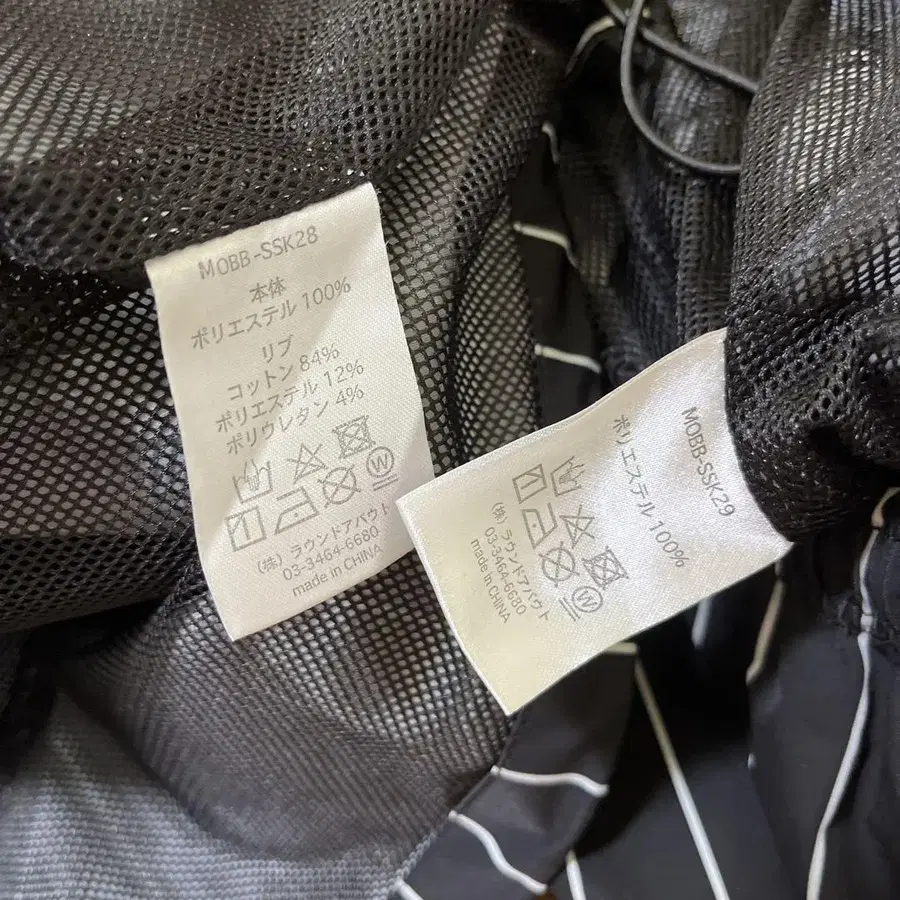 MOBB-SSK28
本体
ポリエステル 100%
リブ
コットン 84%
ポリエステル 12%
ポリウレタン 4%
W
(株) ラウンドアバウト
03-3464-6680
made in CHINA
MOBB-SSK29
ポリエステル 100%
W
(株) ラウンドアバウト
03-3464-6680
made in CHINA